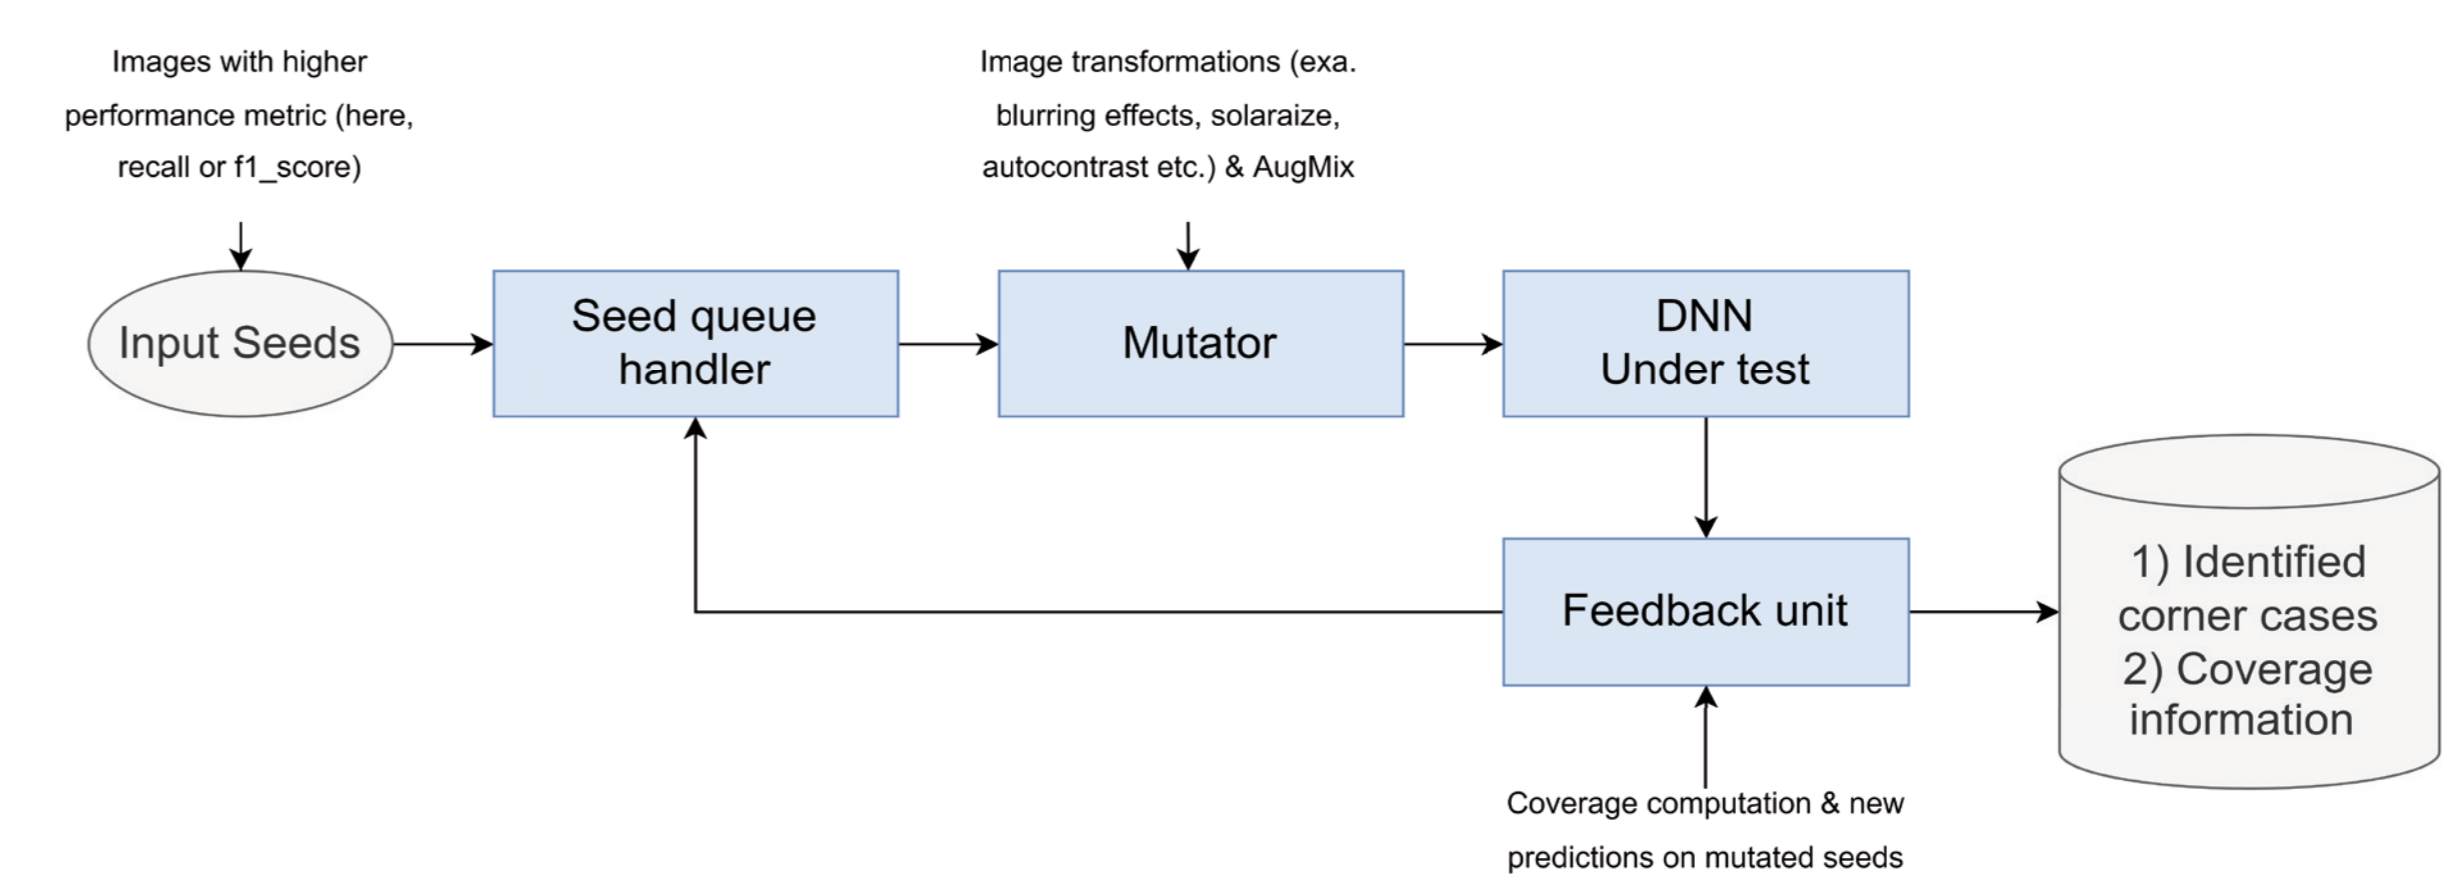 Images with higher
performance metric (here,
recall or f1_score)
Image transformations (exa.
blurring effects, solaraize,
autocontrast etc.) & AugMix
Input Seeds
Seed queue
handler
Mutator
DNN
Under test
Feedback unit
1) Identified
corner cases
2) Coverage
information
Coverage computation & new
predictions on mutated seeds